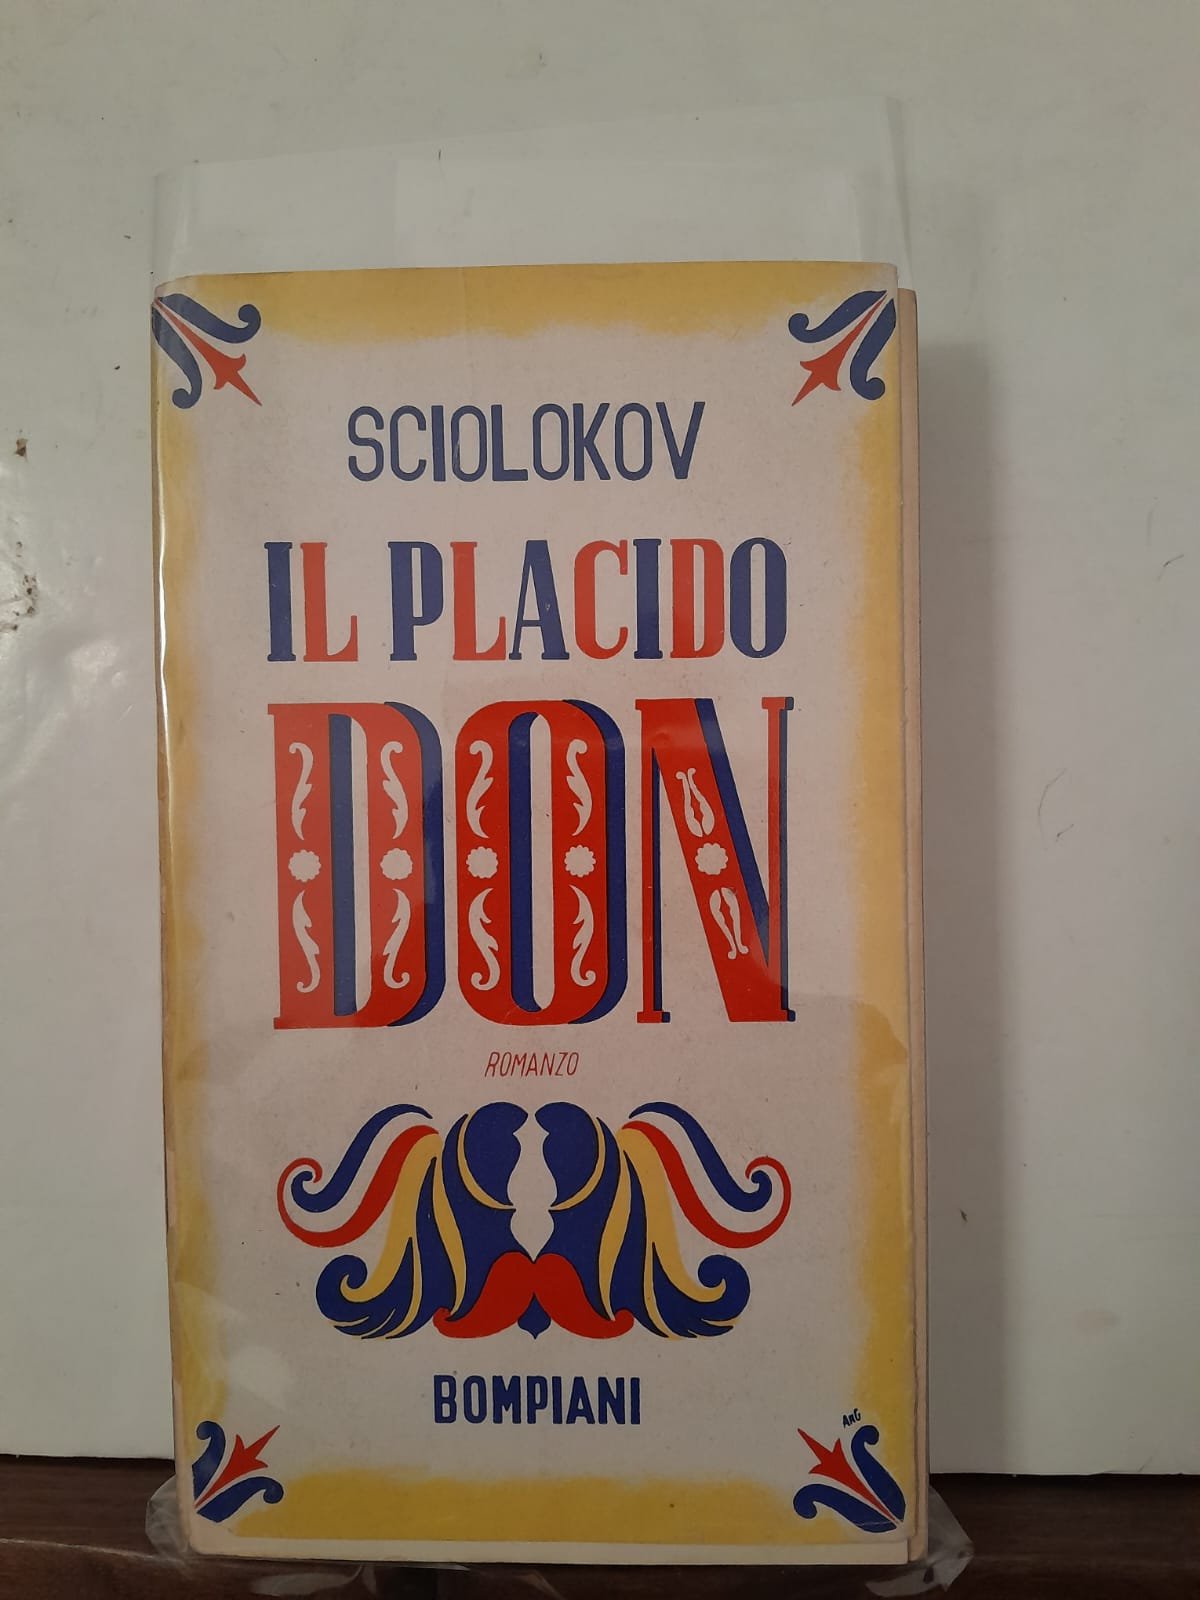 SCIOLOKOV
IL PLACIDO
DON
ROMANZO
BOMPIANI
AnG